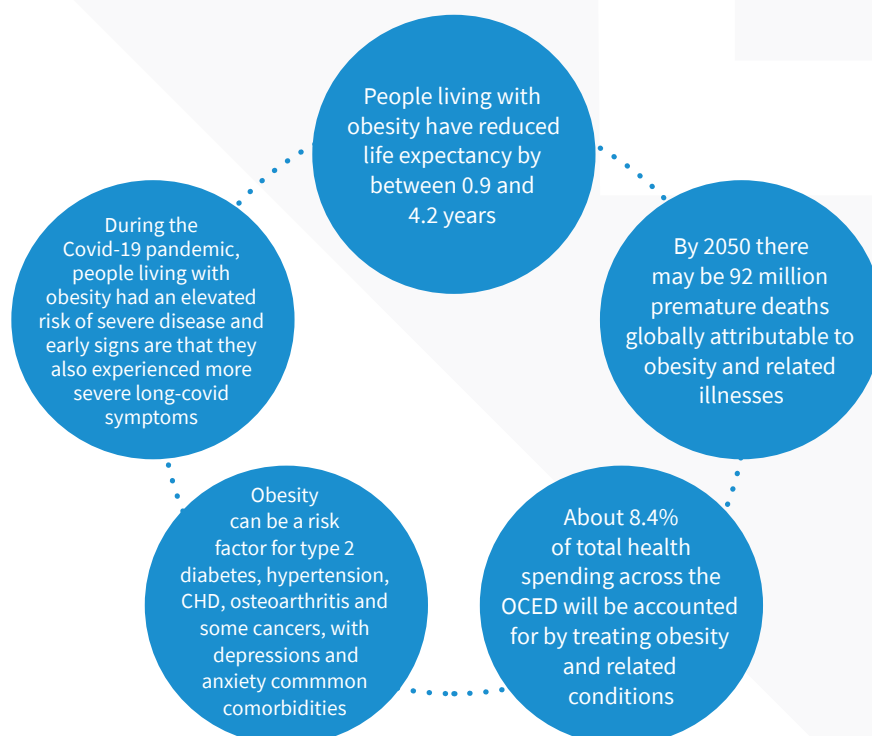 People living with
obesity have reduced
life expectancy by
between 0.9 and
4.2 years
During the
Covid-19 pandemic,
people living with
obesity had an elevated
risk of severe disease and
early signs are that they
also experienced more
severe long-covid
symptoms
By 2050 there
may be 92 million
premature deaths
globally attributable to
obesity and related
illnesses
Obesity
can be a risk
factor for type 2
diabetes, hypertension,
CHD, osteoarthritis and
some cancers, with
depressions and
anxiety commmon
comorbidities
About 8.4%
of total health
spending across the
OCED will be accounted
for by treating obesity
and related
conditions